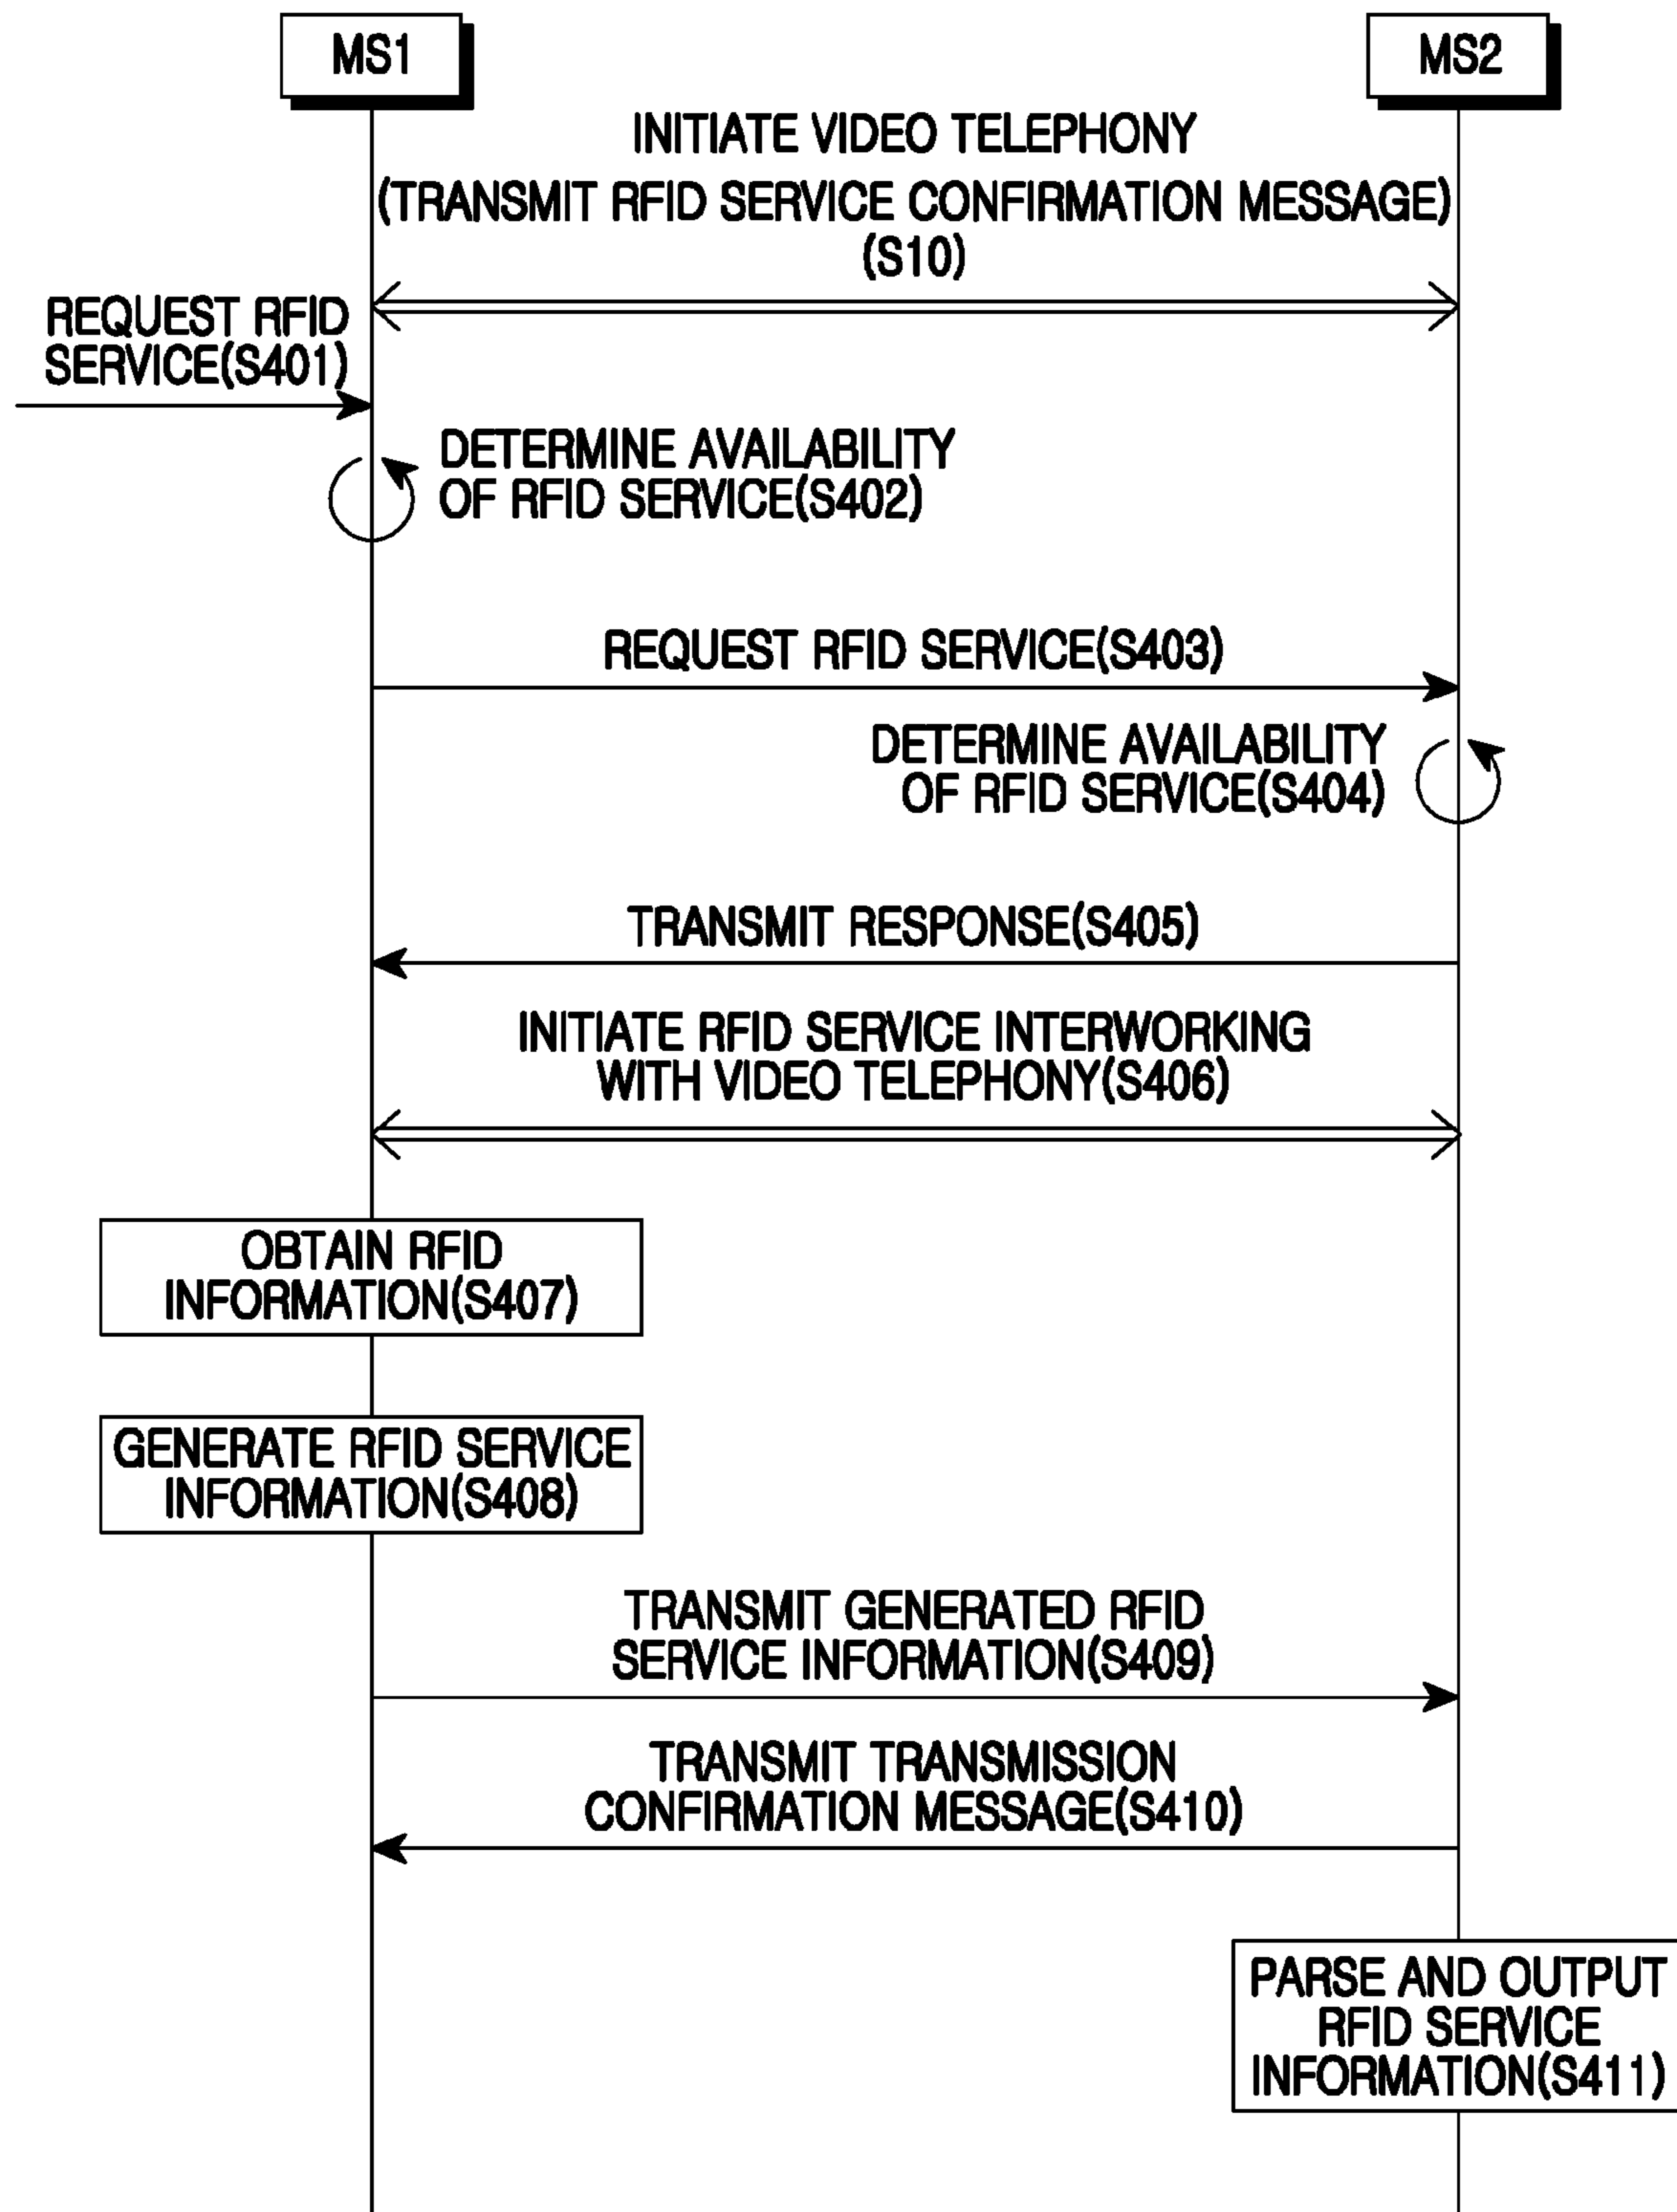 MS1
MS2
INITIATE VIDEO TELEPHONY
(TRANSMIT RFID SERVICE CONFIRMATION MESSAGE)
(S10)
REQUEST RFID
SERVICE(S401)
DETERMINE AVAILABILITY
OF RFID SERVICE(S402)
REQUEST RFID SERVICE(S403)
DETERMINE AVAILABILITY
OF RFID SERVICE(S404)
TRANSMIT RESPONSE(S405)
INITIATE RFID SERVICE INTERWORKING
WITH VIDEO TELEPHONY(S406)
OBTAIN RFID
INFORMATION(S407)
GENERATE RFID SERVICE
INFORMATION(S408)
TRANSMIT GENERATED RFID
SERVICE INFORMATION(S409)
TRANSMIT TRANSMISSION
CONFIRMATION MESSAGE(S410)
PARSE AND OUTPUT
RFID SERVICE
INFORMATION(S411)